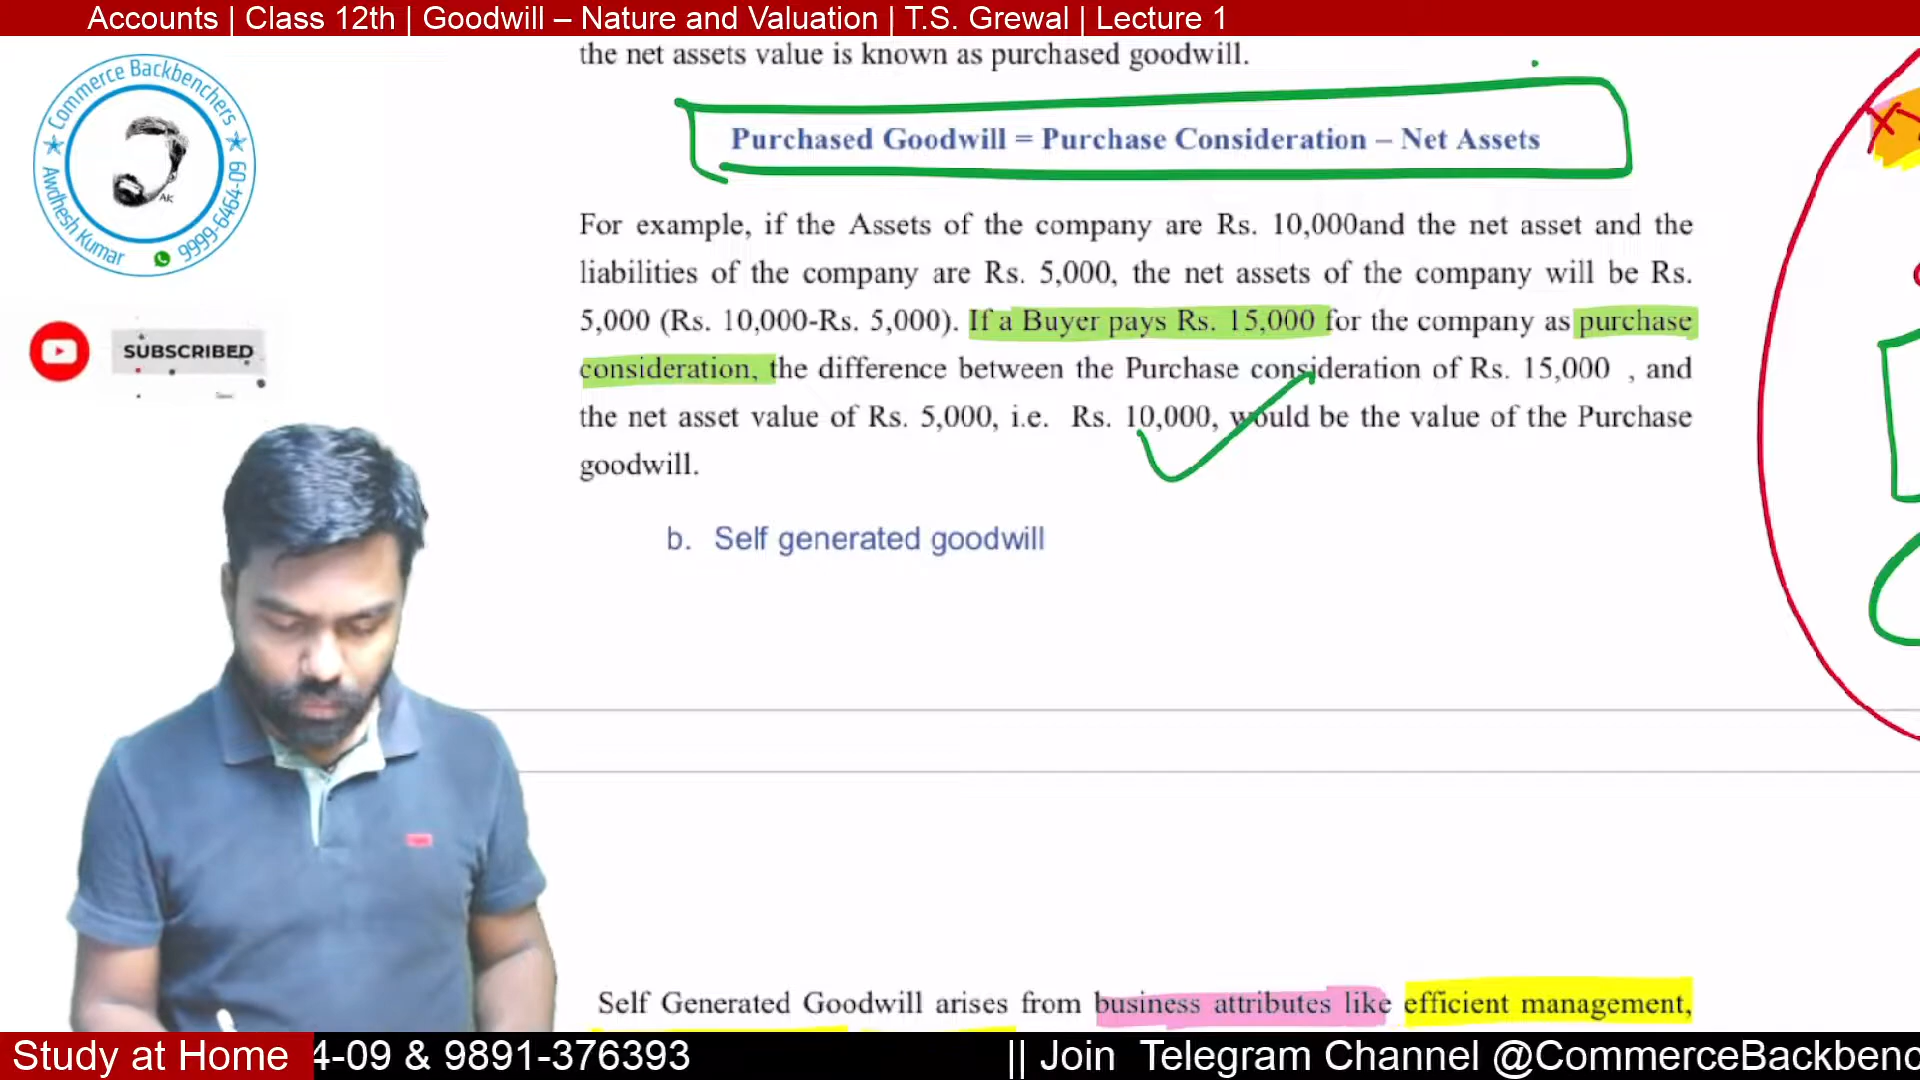 Accounts | Class 12th | Goodwill – Nature and Valuation | T.S. Grewal | Lecture 1
the net assets value is known as purchased goodwill.
Commerce Backbenchers
Awdhesh Kumar
9999-6464-09
AK
Purchased Goodwill = Purchase Consideration – Net Assets
For example, if the Assets of the company are Rs. 10,000and the net asset and the
liabilities of the company are Rs. 5,000, the net assets of the company will be Rs.
5,000 (Rs. 10,000-Rs. 5,000). If a Buyer pays Rs. 15,000 for the company as purchase
consideration, the difference between the Purchase consideration of Rs. 15,000 , and
the net asset value of Rs. 5,000, i.e. Rs. 10,000, would be the value of the Purchase
goodwill.
SUBSCRIBED
b. Self generated goodwill
Self Generated Goodwill arises from business attributes like efficient management,
Study at Home 4-09 & 9891-376393 || Join Telegram Channel @CommerceBackbenc